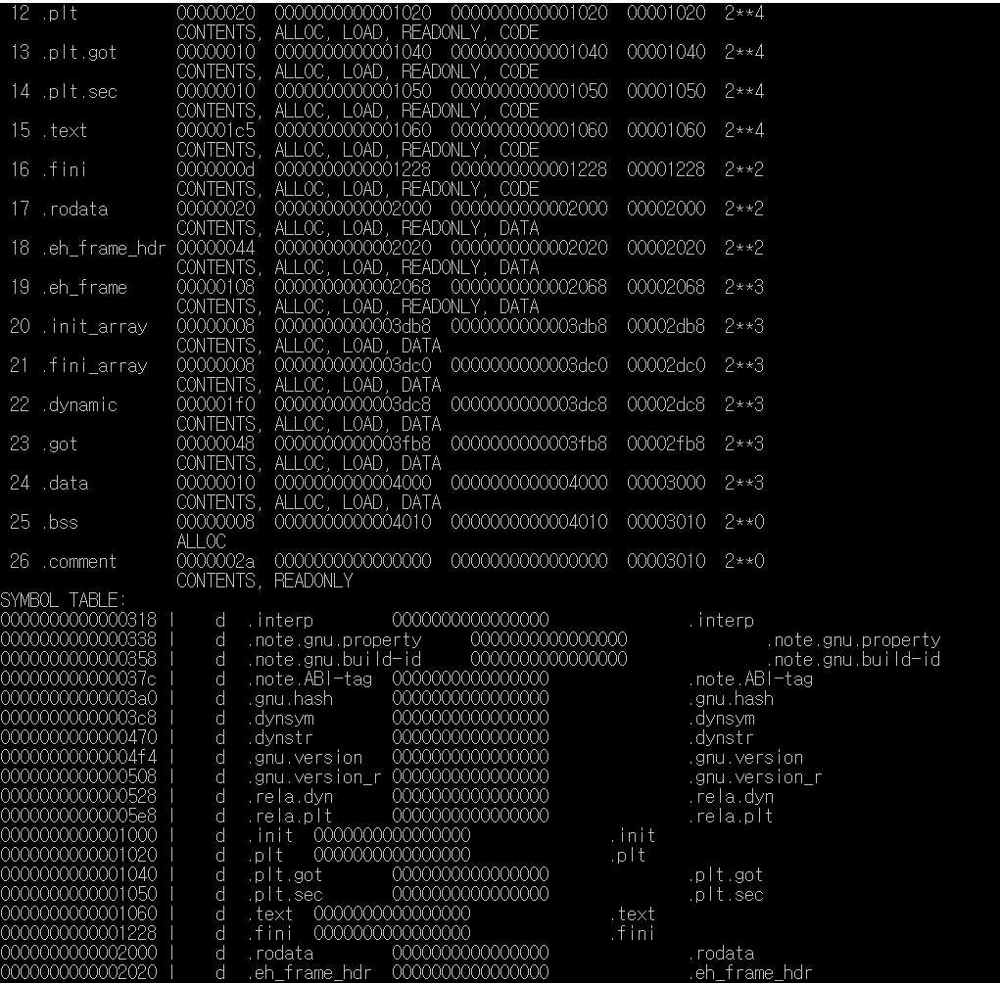 12 .plt          00000020  0000000000001020  0000000000001020  00001020  2**4
                  CONTENTS, ALLOC, LOAD, READONLY, CODE
13 .plt.got      00000010  0000000000001040  0000000000001040  00001040  2**4
                  CONTENTS, ALLOC, LOAD, READONLY, CODE
14 .plt.sec      00000010  0000000000001050  0000000000001050  00001050  2**4
                  CONTENTS, ALLOC, LOAD, READONLY, CODE
15 .text         000001c5  0000000000001060  0000000000001060  00001060  2**4
                  CONTENTS, ALLOC, LOAD, READONLY, CODE
16 .fini         0000000d  0000000000001228  0000000000001228  00001228  2**2
                  CONTENTS, ALLOC, LOAD, READONLY, CODE
17 .rodata       00000020  0000000000002000  0000000000002000  00002000  2**2
                  CONTENTS, ALLOC, LOAD, READONLY, DATA
18 .eh_frame_hdr 00000044  0000000000002020  0000000000002020  00002020  2**2
                  CONTENTS, ALLOC, LOAD, READONLY, DATA
19 .eh_frame     00000108  0000000000002068  0000000000002068  00002068  2**3
                  CONTENTS, ALLOC, LOAD, READONLY, DATA
20 .init_array   00000008  0000000000003db8  0000000000003db8  00002db8  2**3
                  CONTENTS, ALLOC, LOAD, DATA
21 .fini_array   00000008  0000000000003dc0  0000000000003dc0  00002dc0  2**3
                  CONTENTS, ALLOC, LOAD, DATA
22 .dynamic      000001f0  0000000000003dc8  0000000000003dc8  00002dc8  2**3
                  CONTENTS, ALLOC, LOAD, DATA
23 .got          00000048  0000000000003fb8  0000000000003fb8  00002fb8  2**3
                  CONTENTS, ALLOC, LOAD, DATA
24 .data         00000010  0000000000004000  0000000000004000  00003000  2**3
                  CONTENTS, ALLOC, LOAD, DATA
25 .bss          00000008  0000000000004010  0000000000004010  00003010  2**0
                  ALLOC
26 .comment      0000002a  0000000000000000  0000000000000000  00003010  2**0
                  CONTENTS, READONLY
SYMBOL TABLE:
0000000000000318 l    d  .interp        0000000000000000              .interp
0000000000000338 l    d  .note.gnu.property     0000000000000000              .note.gnu.property
0000000000000358 l    d  .note.gnu.build-id     0000000000000000              .note.gnu.build-id
000000000000037c l    d  .note.ABI-tag  0000000000000000              .note.ABI-tag
00000000000003a0 l    d  .gnu.hash      0000000000000000              .gnu.hash
00000000000003c8 l    d  .dynsym        0000000000000000              .dynsym
0000000000000470 l    d  .dynstr        0000000000000000              .dynstr
00000000000004f4 l    d  .gnu.version   0000000000000000              .gnu.version
0000000000000508 l    d  .gnu.version_r 0000000000000000              .gnu.version_r
0000000000000528 l    d  .rela.dyn      0000000000000000              .rela.dyn
00000000000005e8 l    d  .rela.plt      0000000000000000              .rela.plt
0000000000001000 l    d  .init  0000000000000000              .init
0000000000001020 l    d  .plt   0000000000000000              .plt
0000000000001040 l    d  .plt.got       0000000000000000              .plt.got
0000000000001050 l    d  .plt.sec       0000000000000000              .plt.sec
0000000000001060 l    d  .text  0000000000000000              .text
0000000000001228 l    d  .fini  0000000000000000              .fini
0000000000002000 l    d  .rodata        0000000000000000              .rodata
0000000000002020 l    d  .eh_frame_hdr  0000000000000000              .eh_frame_hdr